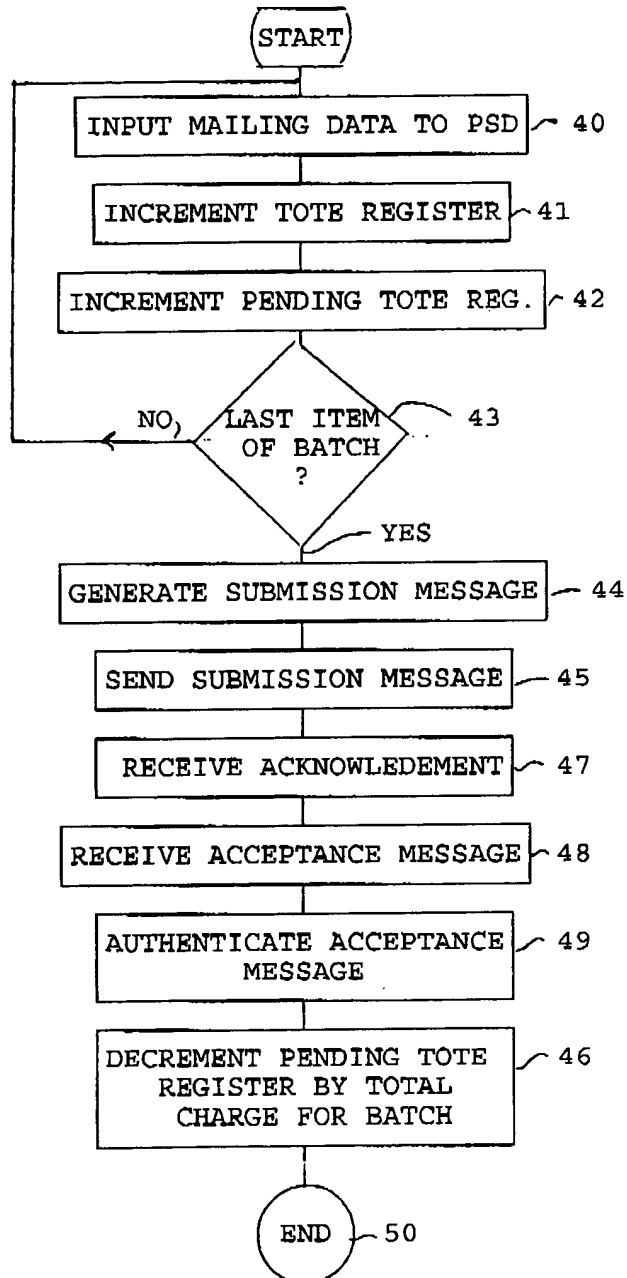 START
INPUT MAILING DATA TO PSD 40
INCREMENT TOTE REGISTER 41
INCREMENT PENDING TOTE REG. 42
LAST ITEM 43
OF BATCH
?
NO
YES
GENERATE SUBMISSION MESSAGE 44
SEND SUBMISSION MESSAGE 45
RECEIVE ACKNOWLEDEMENT 47
RECEIVE ACCEPTANCE MESSAGE 48
AUTHENTICATE ACCEPTANCE 49
MESSAGE
DECREMENT PENDING TOTE 46
REGISTER BY TOTAL
CHARGE FOR BATCH
END 50